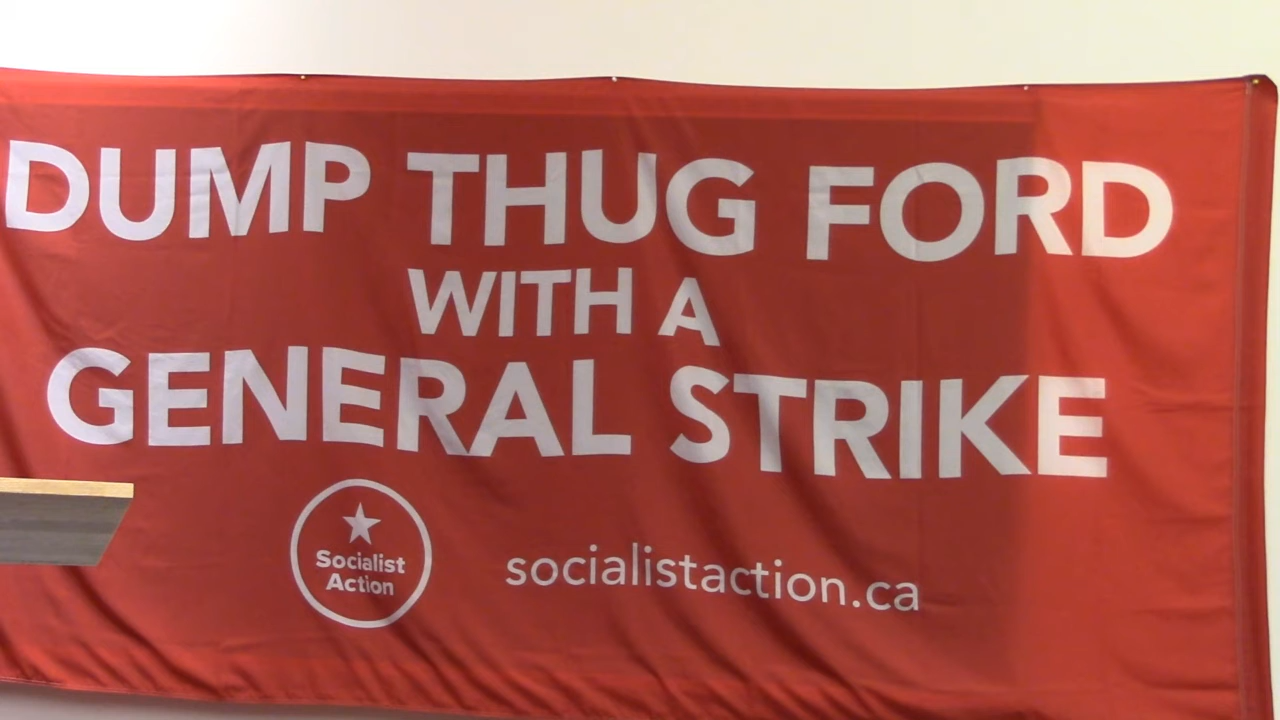 DUMP THUG FORD
WITH A
GENERAL STRIKE
Socialist
Action
socialistaction.ca